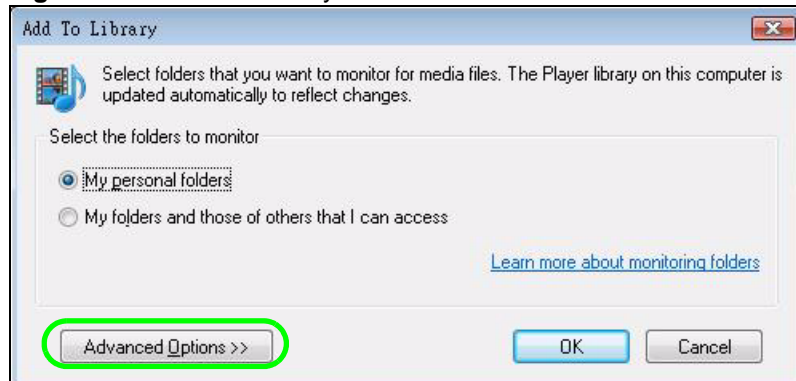 Add To Library
Select folders that you want to monitor for media files. The Player library on this computer is
updated automatically to reflect changes.
Select the folders to monitor
My personal folders
My folders and those of others that I can access
Learn more about monitoring folders
Advanced Options >>
OK
Cancel